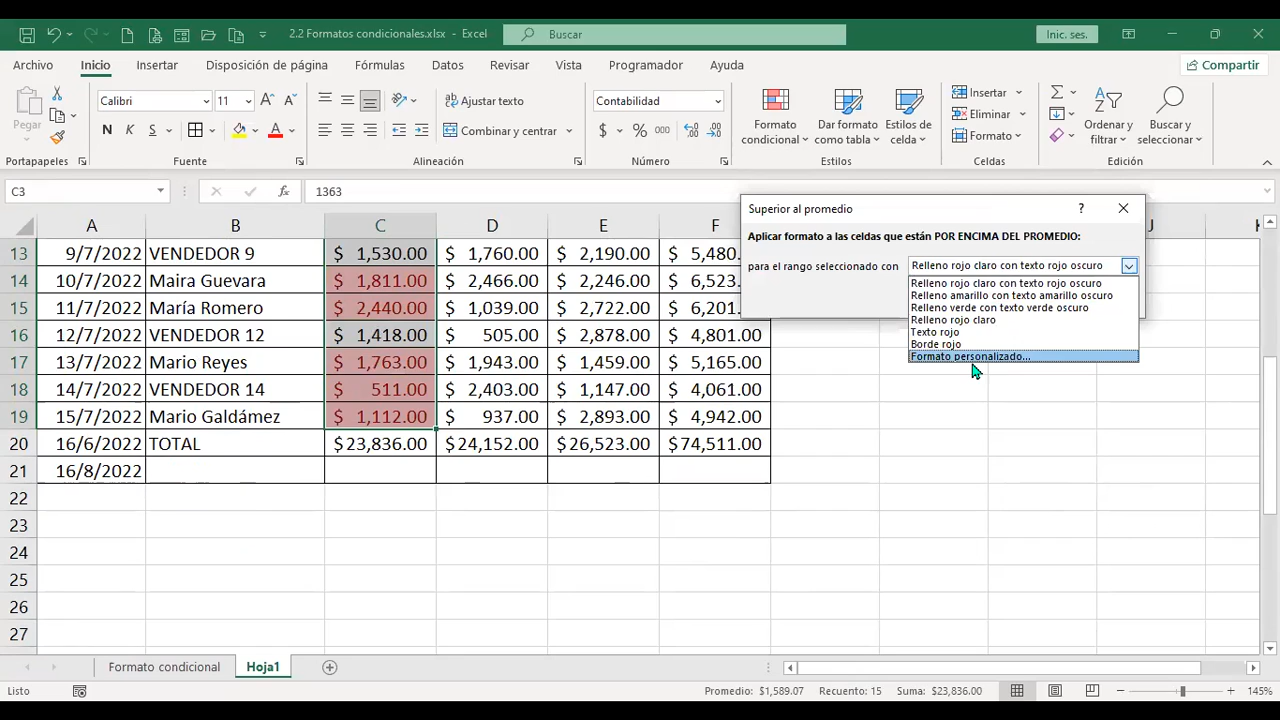 2.2 Formatos condicionales.xlsx - Excel
Buscar
Inic. ses.
Archivo Inicio Insertar Disposición de página Fórmulas Datos Revisar Vista Programador Ayuda Compartir
Pegar
Portapapeles
Calibri 11
N K S A
Fuente
Ajustar texto
Combinar y centrar
Alineación
Contabilidad
$ % 000
Número
Formato condicional
Dar formato como tabla
Estilos de celda
Estilos
Insertar
Eliminar
Formato
Celdas
Ordenar y filtrar
Buscar y seleccionar
Edición
C3 fx 1363
Superior al promedio ? ×
Aplicar formato a las celdas que están POR ENCIMA DEL PROMEDIO:
para el rango seleccionado con Relleno rojo claro con texto rojo oscuro
Relleno rojo claro con texto rojo oscuro
Relleno amarillo con texto amarillo oscuro
Relleno verde con texto verde oscuro
Relleno rojo claro
Texto rojo
Borde rojo
Formato personalizado...
A B C D E F
13 9/7/2022 VENDEDOR 9 $ 1,530.00 $ 1,760.00 $ 2,190.00 $ 5,480.
14 10/7/2022 Maira Guevara $ 1,811.00 $ 2,466.00 $ 2,246.00 $ 6,523.
15 11/7/2022 María Romero $ 2,440.00 $ 1,039.00 $ 2,722.00 $ 6,201.
16 12/7/2022 VENDEDOR 12 $ 1,418.00 $ 505.00 $ 2,878.00 $ 4,801.00
17 13/7/2022 Mario Reyes $ 1,763.00 $ 1,943.00 $ 1,459.00 $ 5,165.00
18 14/7/2022 VENDEDOR 14 $ 511.00 $ 2,403.00 $ 1,147.00 $ 4,061.00
19 15/7/2022 Mario Galdámez $ 1,112.00 $ 937.00 $ 2,893.00 $ 4,942.00
20 16/6/2022 TOTAL $23,836.00 $24,152.00 $26,523.00 $74,511.00
21 16/8/2022
22
23
24
25
26
27
Formato condicional Hoja1
Listo Promedio: $1,589.07 Recuento: 15 Suma: $23,836.00 145%